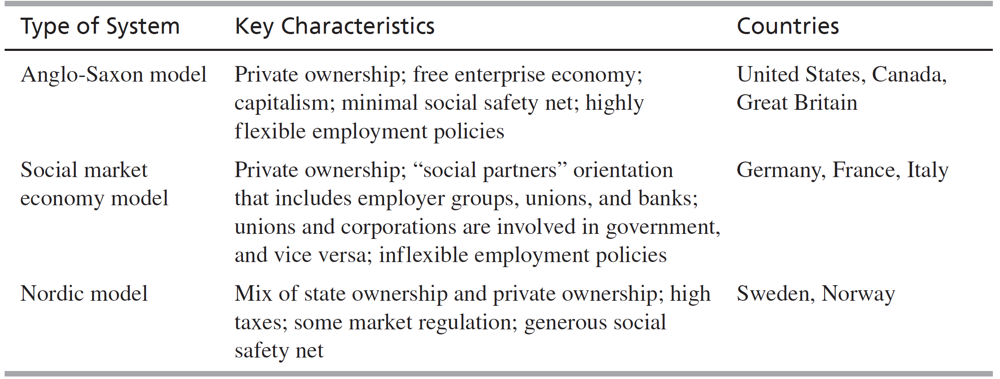 Type of System Key Characteristics Countries
Anglo-Saxon model Private ownership; free enterprise economy; United States, Canada,
capitalism; minimal social safety net; highly Great Britain
flexible employment policies
Social market Private ownership; “social partners” orientation Germany, France, Italy
economy model that includes employer groups, unions, and banks;
unions and corporations are involved in government,
and vice versa; inflexible employment policies
Nordic model Mix of state ownership and private ownership; high Sweden, Norway
taxes; some market regulation; generous social
safety net